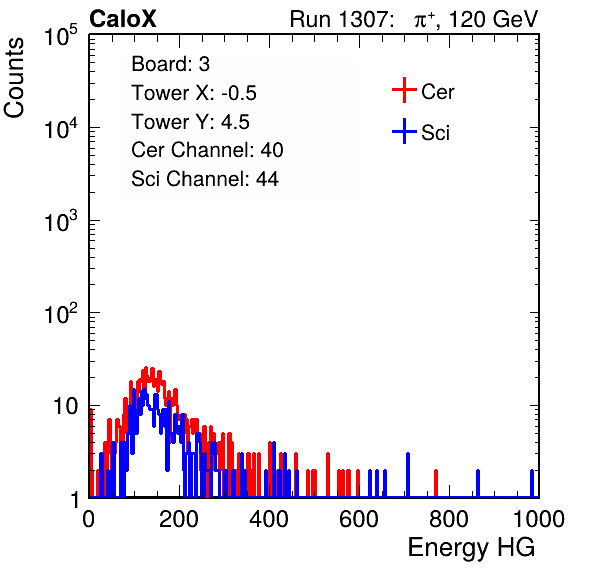 CaloX Run 1307: π⁺, 120 GeV
Counts
10⁵
10⁴
10³
10²
10
1
Board: 3
Tower X: -0.5
Tower Y: 4.5
Cer Channel: 40
Sci Channel: 44
Cer
Sci
0 200 400 600 800 1000
Energy HG